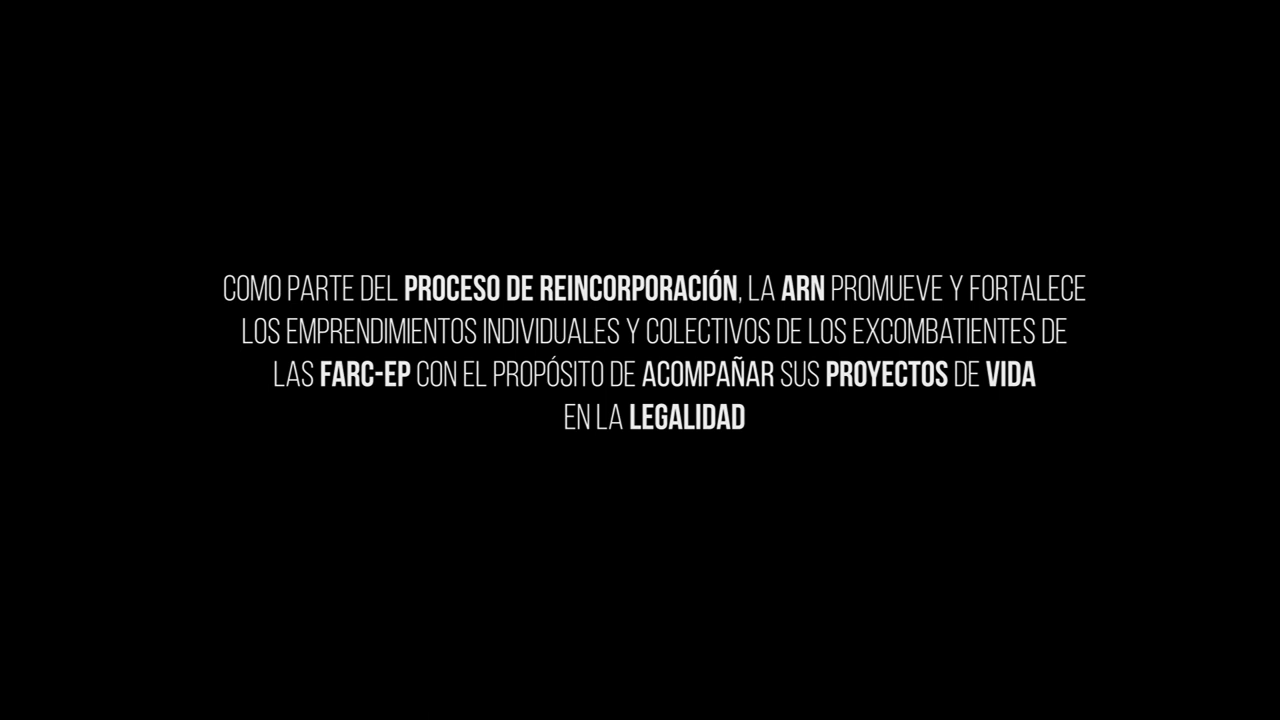 COMO PARTE DEL PROCESO DE REINCORPORACIÓN, LA ARN PROMUEVE Y FORTALECE
LOS EMPRENDIMIENTOS INDIVIDUALES Y COLECTIVOS DE LOS EXCOMBATIENTES DE
LAS FARC-EP CON EL PROPÓSITO DE ACOMPAÑAR SUS PROYECTOS DE VIDA
EN LA LEGALIDAD